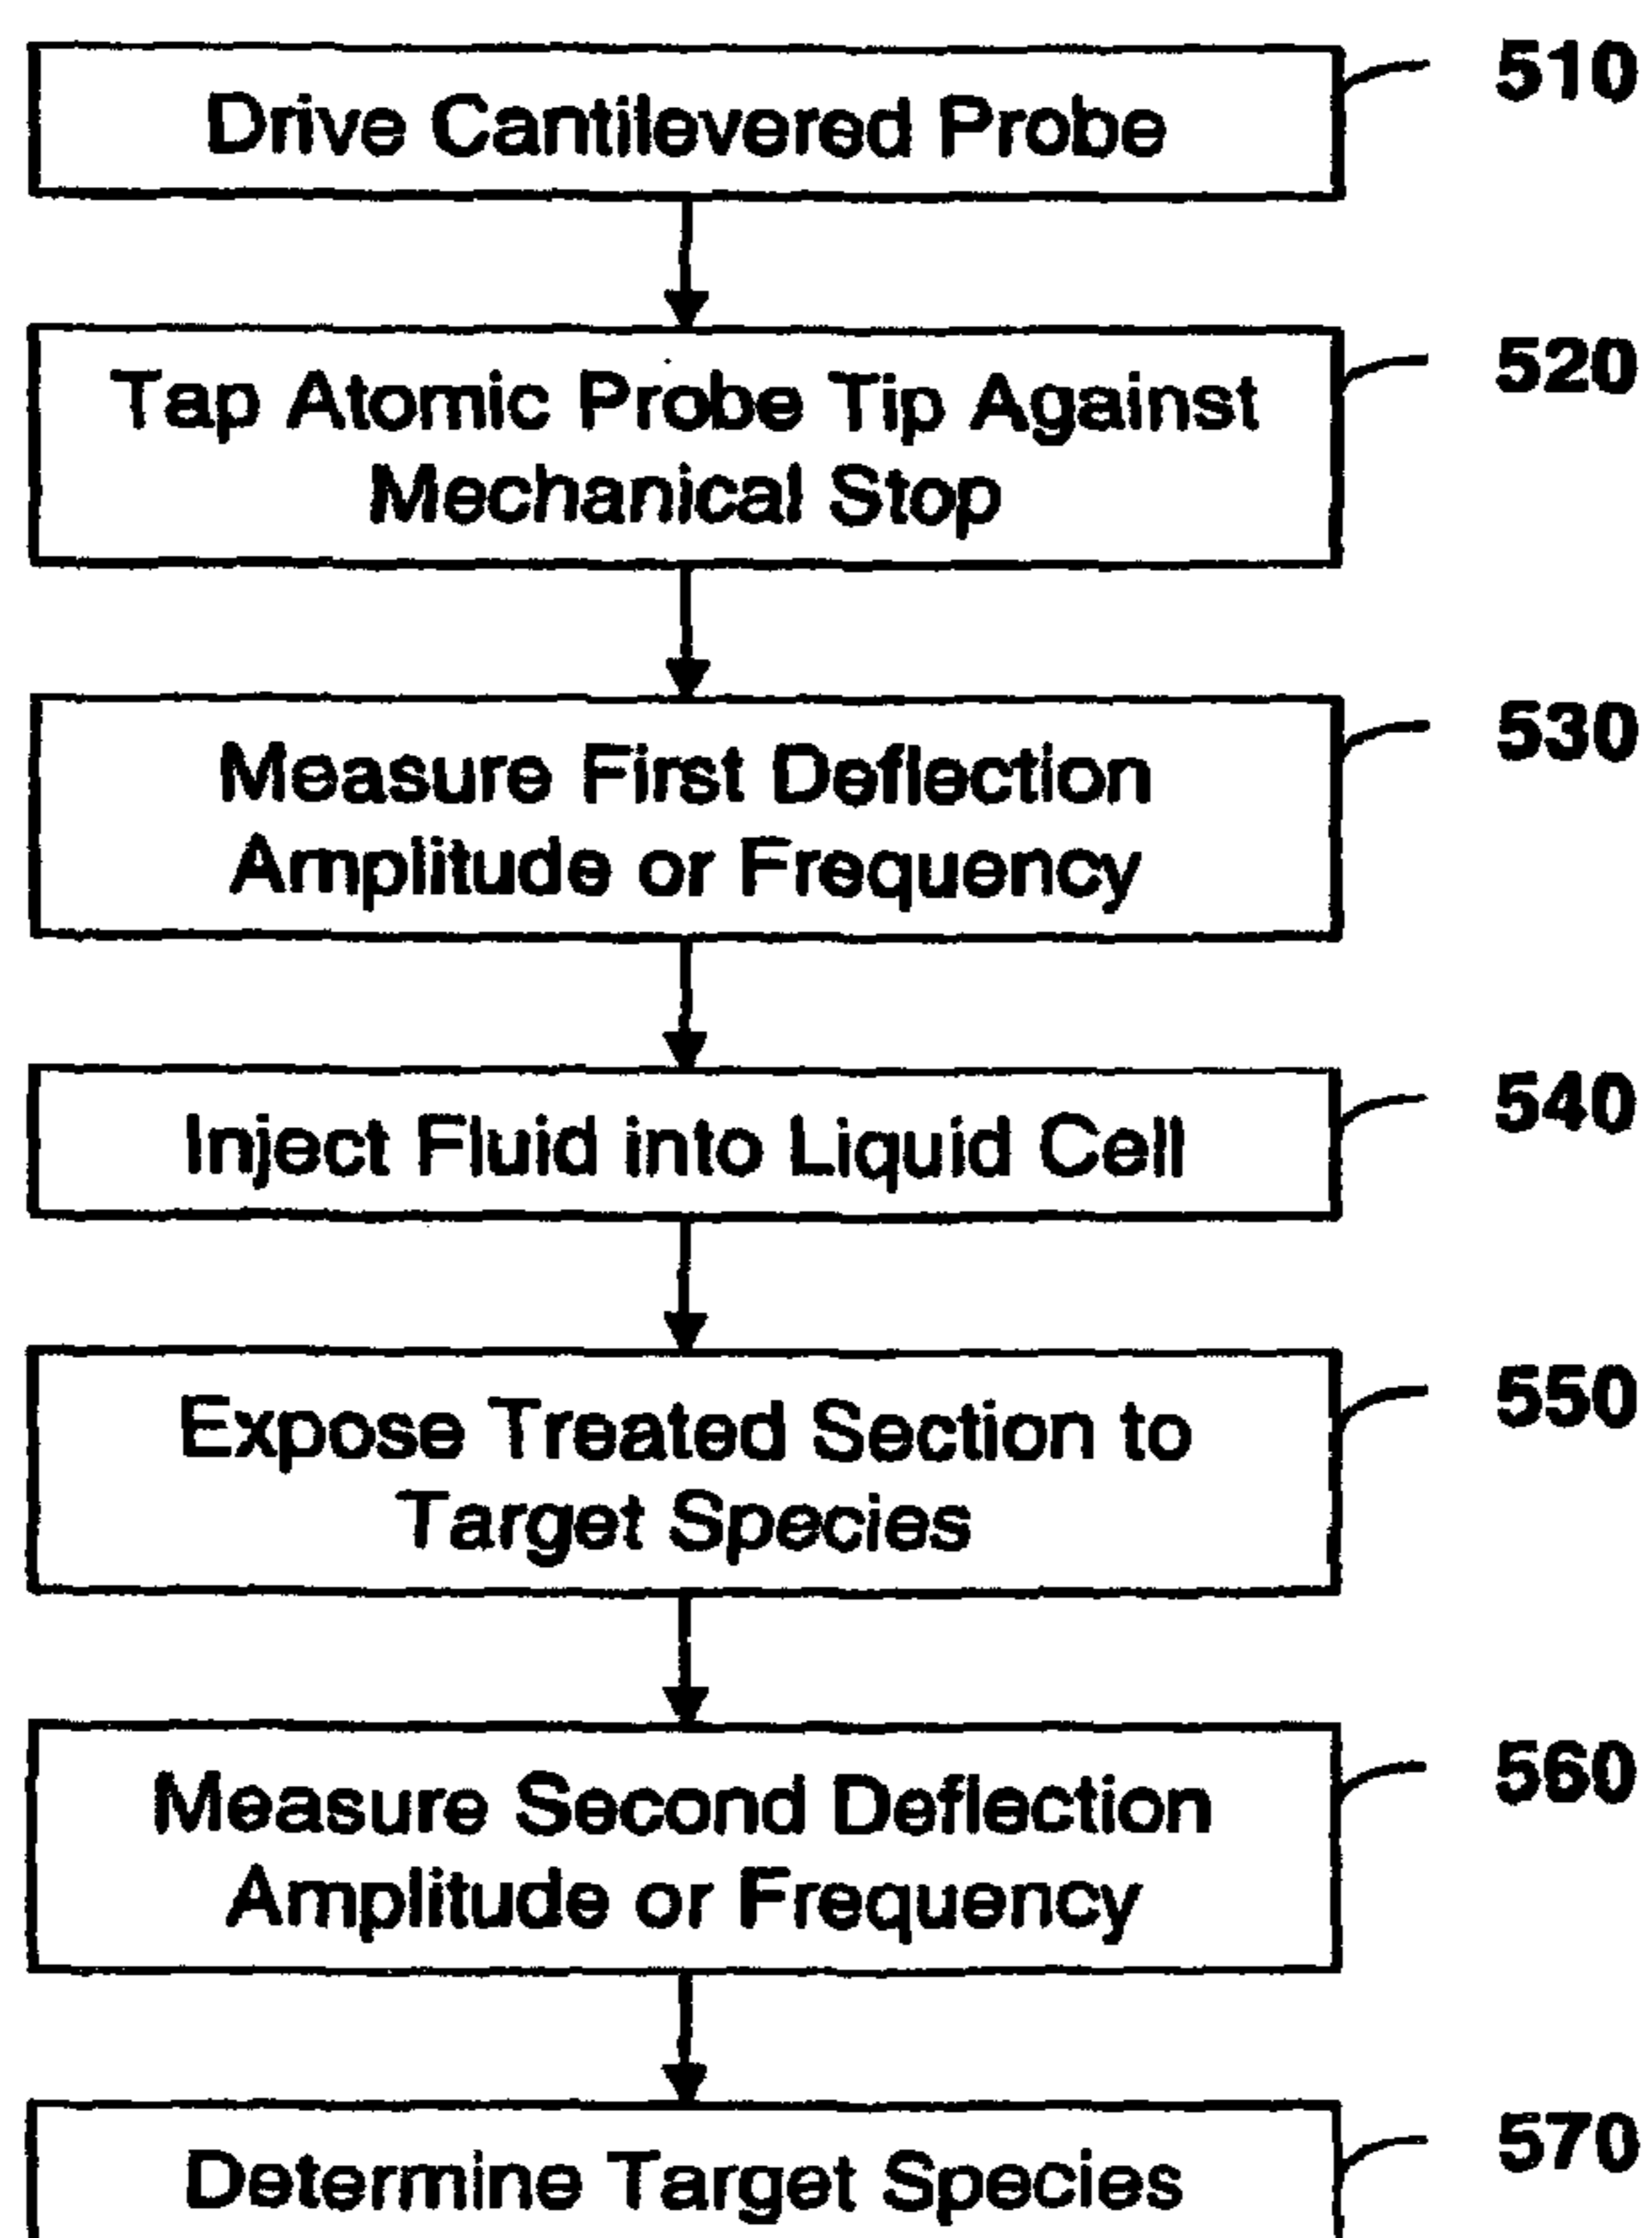 Drive Cantilevered Probe
510
Tap Atomic Probe Tip Against
Mechanical Stop
520
Measure First Deflection
Amplitude or Frequency
530
Inject Fluid into Liquid Cell
540
Expose Treated Section to
Target Species
550
Measure Second Deflection
Amplitude or Frequency
560
Determine Target Species
570